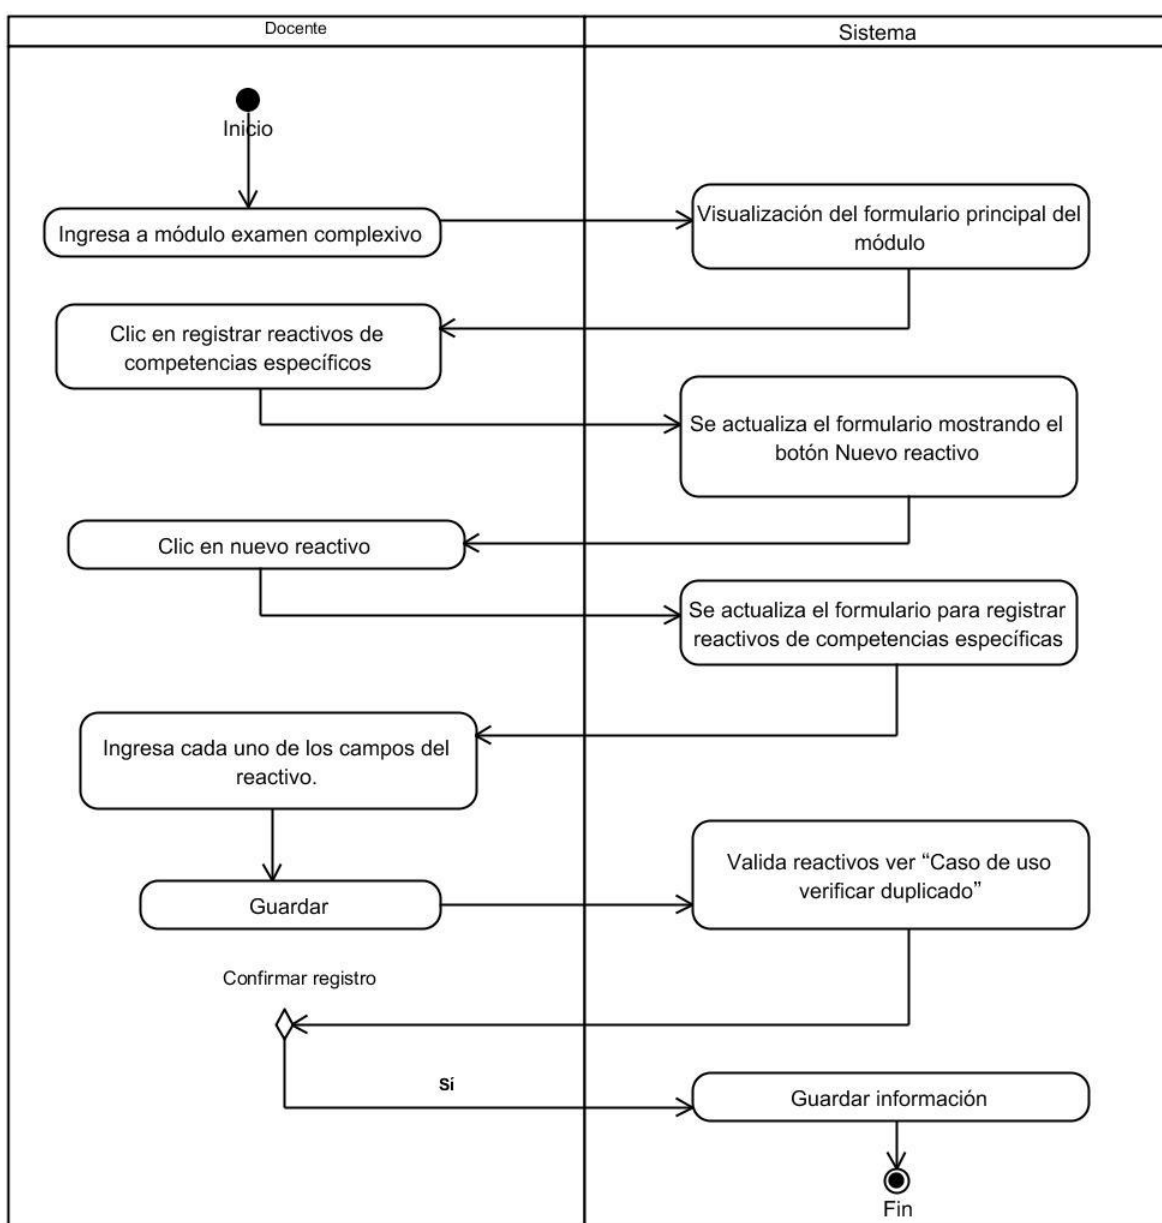 Docente
Sistema
Inicio
Ingresa a módulo examen complexivo
Visualización del formulario principal del
módulo
Clic en registrar reactivos de
competencias específicos
Se actualiza el formulario mostrando el
botón Nuevo reactivo
Clic en nuevo reactivo
Se actualiza el formulario para registrar
reactivos de competencias específicas
Ingresa cada uno de los campos del
reactivo.
Valida reactivos ver “Caso de uso
verificar duplicado”
Guardar
Confirmar registro
Sí
Guardar información
Fin